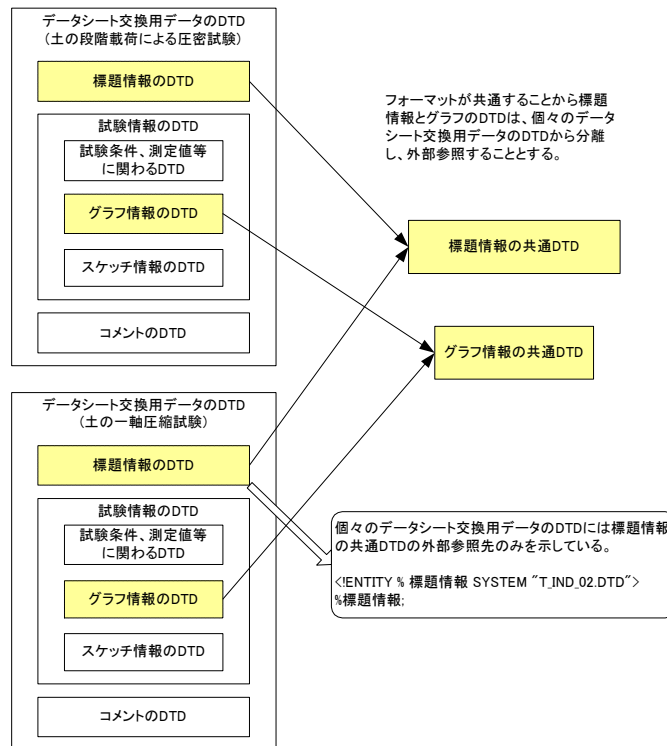 データシート交換用データのDTD
(土の段階載荷による圧密試験)
標題情報のDTD
試験情報のDTD
試験条件、測定値等
に関わるDTD
グラフ情報のDTD
スケッチ情報のDTD
コメントのDTD
フォーマットが共通することから標題
情報とグラフのDTDは、個々のデータ
シート交換用データのDTDから分離
し、外部参照することとする。
標題情報の共通DTD
グラフ情報の共通DTD
データシート交換用データのDTD
(土の一軸圧縮試験)
標題情報のDTD
試験情報のDTD
試験条件、測定値等
に関わるDTD
グラフ情報のDTD
スケッチ情報のDTD
コメントのDTD
個々のデータシート交換用データのDTDには標題情報
の共通DTDの外部参照先のみを示している。
<!ENTITY % 標題情報 SYSTEM "T_IND_02.DTD">
%標題情報;